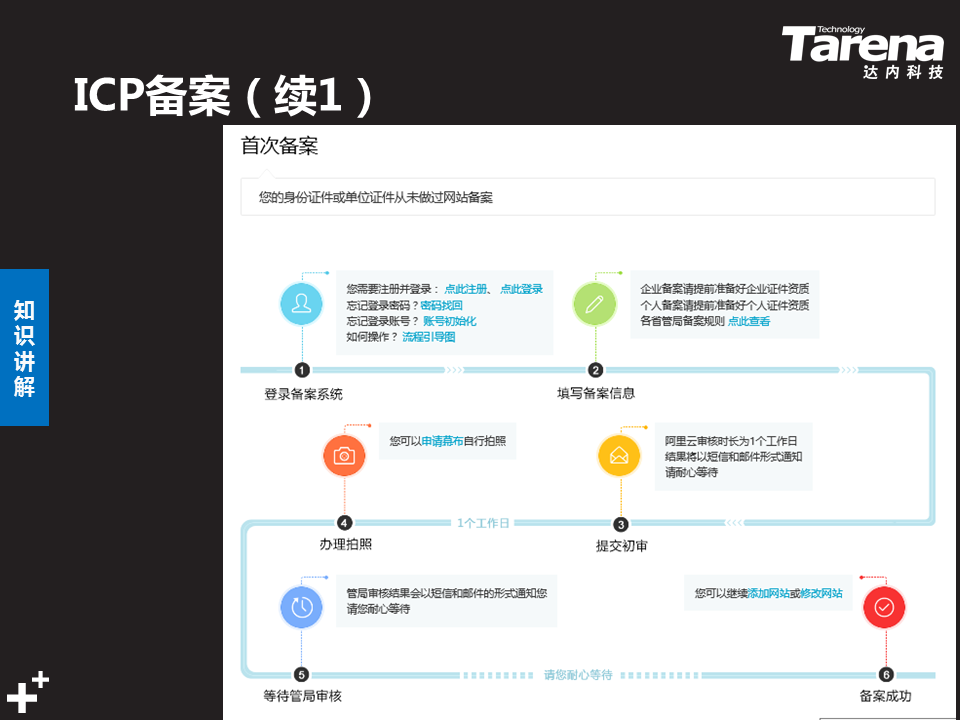 Technology
Tarena
达内科技
ICP备案（续1）
知识讲解
首次备案
您的身份证件或单位证件从未做过网站备案
您需要注册并登录： 点此注册、 点此登录
忘记登录密码？密码找回
忘记登录账号？ 账号初始化
如何操作？ 流程引导图
企业备案请提前准备好企业证件资质
个人备案请提前准备好个人证件资质
各省管局备案规则 点此查看
1
2
登录备案系统
填写备案信息
您可以申请幕布自行拍照
阿里云审核时长为1个工作日
结果将以短信和邮件形式通知
请耐心等待
4
1个工作日
3
办理拍照
提交初审
管局审核结果会以短信和邮件的形式通知您
请您耐心等待
您可以继续添加网站或修改网站
5
请您耐心等待
6
等待管局审核
备案成功